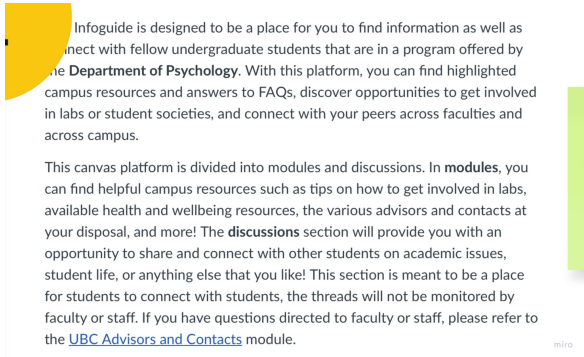 Infoguide is designed to be a place for you to find information as well as
nnect with fellow undergraduate students that are in a program offered by
he Department of Psychology. With this platform, you can find highlighted
campus resources and answers to FAQs, discover opportunities to get involved
in labs or student societies, and connect with your peers across faculties and
across campus.
This canvas platform is divided into modules and discussions. In modules, you
can find helpful campus resources such as tips on how to get involved in labs,
available health and wellbeing resources, the various advisors and contacts at
your disposal, and more! The discussions section will provide you with an
opportunity to share and connect with other students on academic issues,
student life, or anything else that you like! This section is meant to be a place
for students to connect with students, the threads will not be monitored by
faculty or staff. If you have questions directed to faculty or staff, please refer to
the UBC Advisors and Contacts module.
miro